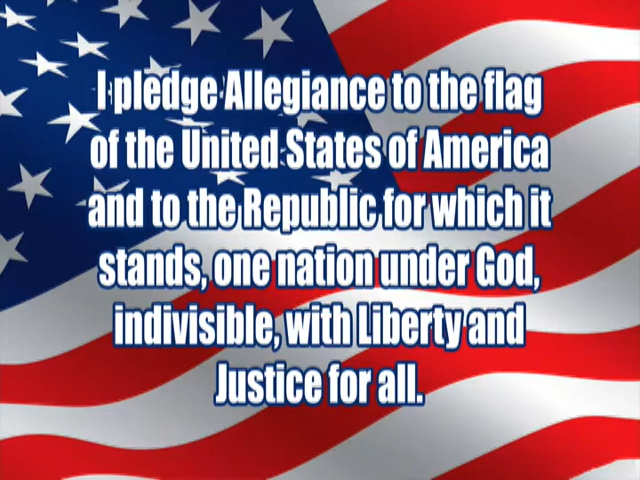 I pledge Allegiance to the flag
of the United States of America
and to the Republic for which it
stands, one nation under God,
indivisible, with Liberty and
Justice for all.